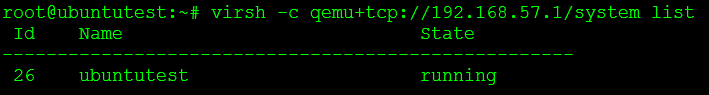 root@ubuntutest:~# virsh -c qemu+tcp://192.168.57.1/system list
 Id    Name                           State
----------------------------------------------------
 26    ubuntutest                     running